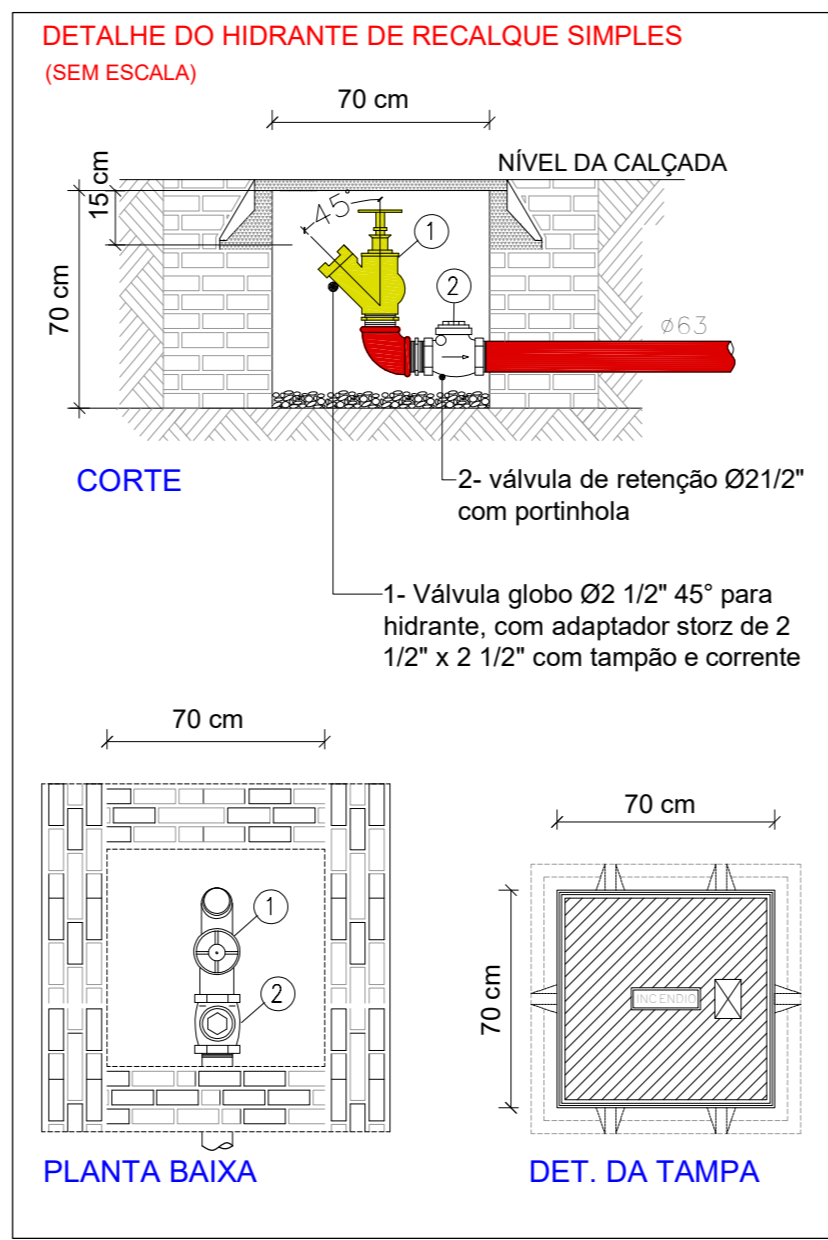 DETALHE DO HIDRANTE DE RECALQUE SIMPLES
(SEM ESCALA)
70 cm
NÍVEL DA CALÇADA
15 cm
45°
1
2
70 cm
Ø63
CORTE
2- válvula de retenção Ø21/2"
com portinhola
1- Válvula globo Ø2 1/2" 45° para
hidrante, com adaptador storz de 2
1/2" x 2 1/2" com tampão e corrente
70 cm
1
2
PLANTA BAIXA
70 cm
70 cm
INCENDIO
DET. DA TAMPA